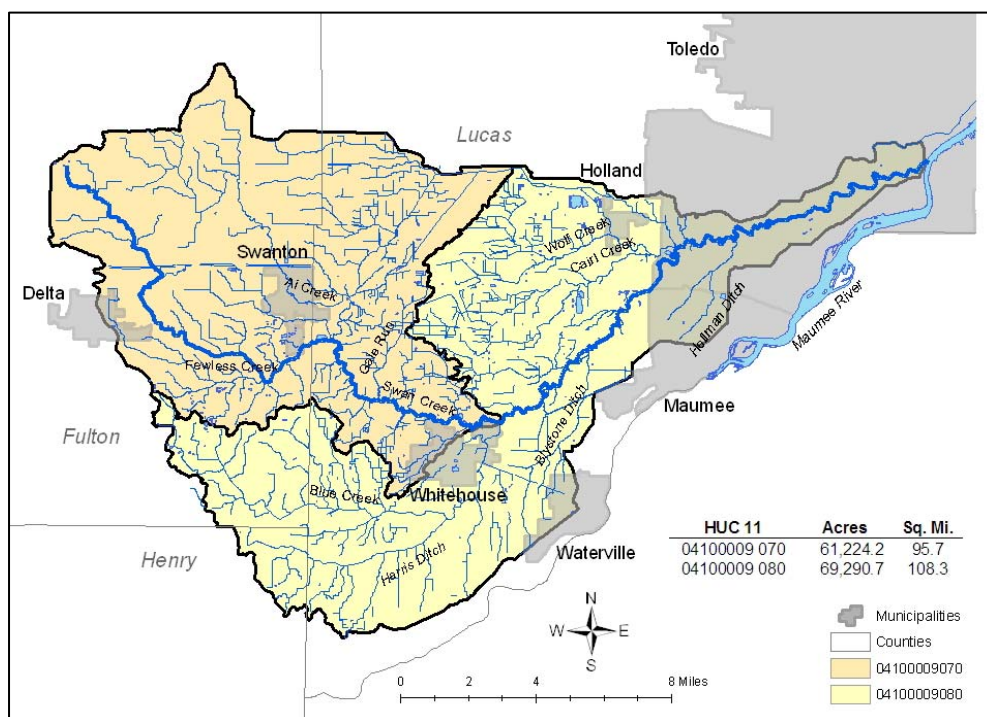 Toledo
Lucas
Holland
Wolf Creek
Cairl Creek
Swanton
Ai Creek
Delta
Heilman Ditch
Maumee River
Gale Run
Fewless Creek
Swan Creek
Maumee
Blystone Ditch
Fulton
Whitehouse
Blue Creek
Waterville
Henry
Harris Ditch
HUC 11 Acres Sq. Mi.
04100009 070 61,224.2 95.7
04100009 080 69,290.7 108.3
N
W E
S
Municipalities
Counties
04100009070
04100009080
0 2 4 8 Miles